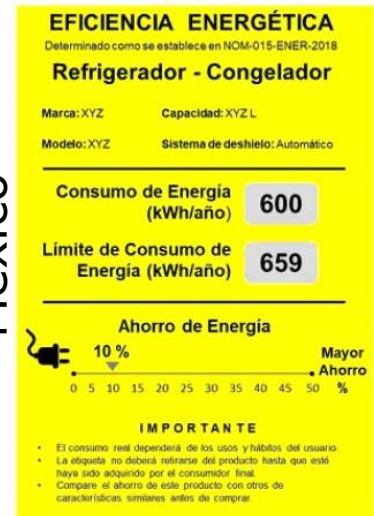 México
EFICIENCIA ENERGÉTICA
Determinado como se establece en NOM-015-ENER-2018
Refrigerador - Congelador
Marca: XYZ Capacidad: XYZ L
Modelo: XYZ Sistema de deshielo: Automático
Consumo de Energía
(kWh/año) 600
Límite de Consumo de
Energía (kWh/año) 659
Ahorro de Energía
10 % Mayor
Ahorro
0 5 10 15 20 25 30 35 40 45 50 %
IMPORTANTE
• El consumo real dependerá de los usos y hábitos del usuario.
• La etiqueta no deberá retirarse del producto hasta que esté
haya sido adquirido por el consumidor final.
• Compare el ahorro de este producto con otros de
características similares antes de comprar.